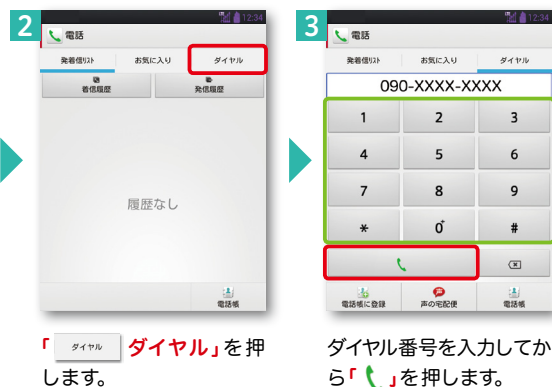 2
12:34
電話
発着信リスト お気に入り ダイヤル
着信履歴 発信履歴
履歴なし
電話帳
「 ダイヤル ダイヤル」を押
します。
3
12:34
電話
発着信リスト お気に入り ダイヤル
090-XXXX-XXXX
1 2 3
4 5 6
7 8 9
* 0+ #
電話帳に登録 声の宅配便 電話帳
ダイヤル番号を入力してか
ら「 」を押します。